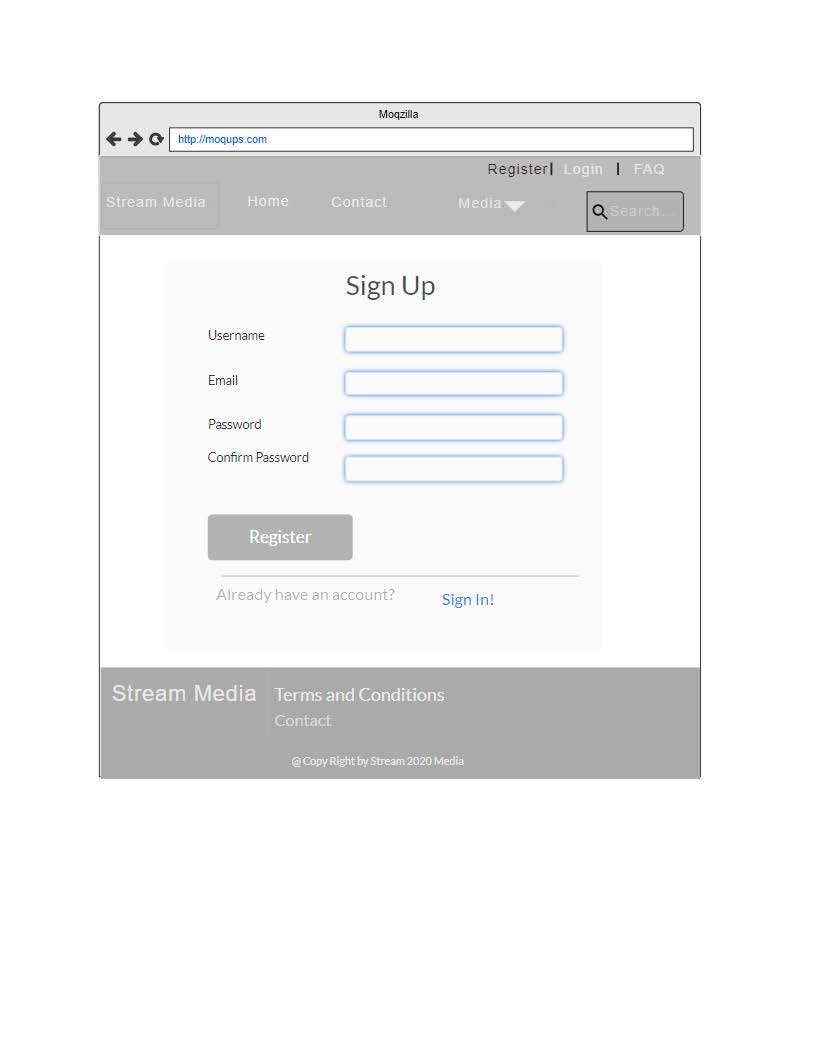 Moqzilla
http://moqups.com
Register| Login | FAQ
Stream Media Home Contact Media Search...
Sign Up
Username
Email
Password
Confirm Password
Register
Already have an account? Sign In!
Stream Media Terms and Conditions
Contact
@ Copy Right by Stream 2020 Media